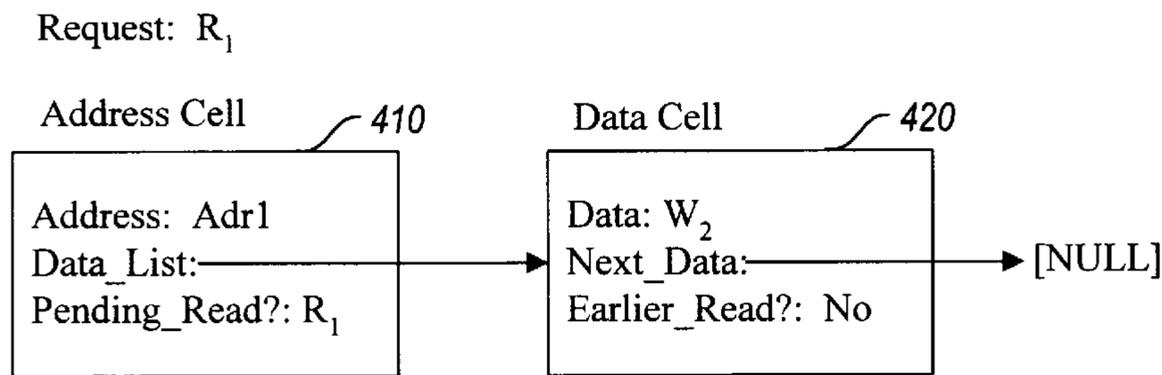 Request: R₁
Address Cell 410 Data Cell 420
Address: Adr1 Data: W₂
Data_List: Next_Data: [NULL]
Pending_Read?: R₁ Earlier_Read?: No